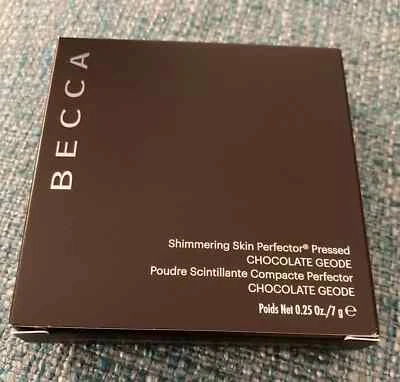 BECCA
Shimmering Skin Perfector® Pressed
CHOCOLATE GEODE
Poudre Scintillante Compacte Perfector
CHOCOLATE GEODE
Poids Net 0.25 Oz./7 g ℮